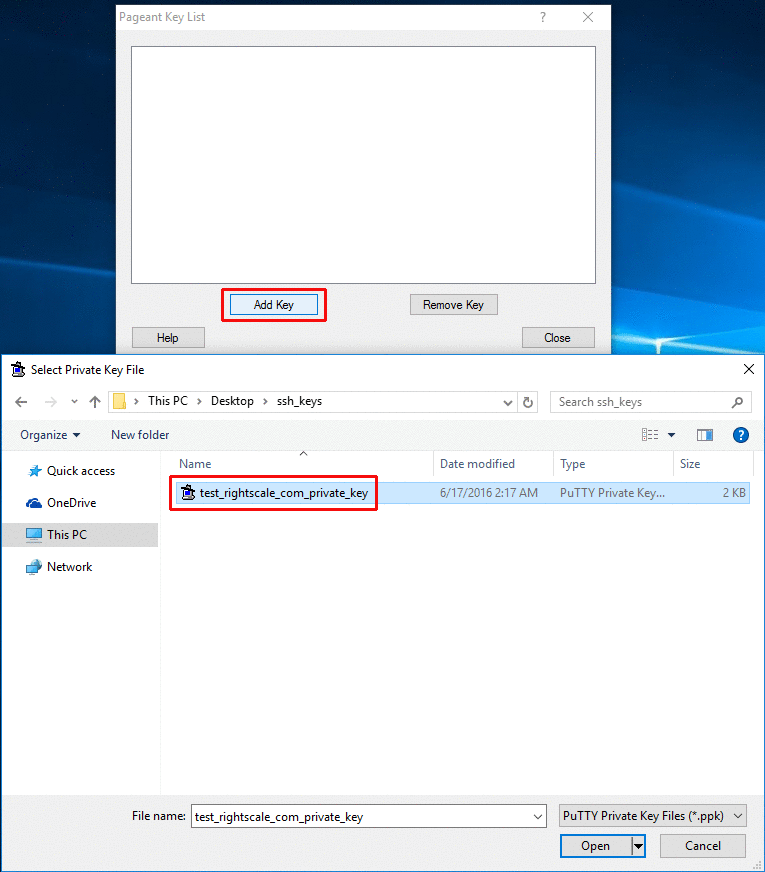 Pageant Key List ?
Add Key Remove Key
Help Close
Select Private Key File
This PC Desktop ssh_keys Search ssh_keys
Organize New folder ?
Name Date modified Type Size
Quick access
test_rightscale_com_private_key 6/17/2016 2:17 AM PuTTY Private Key... 2 KB
OneDrive
This PC
Network
File name: test_rightscale_com_private_key PuTTY Private Key Files (*.ppk)
Open Cancel